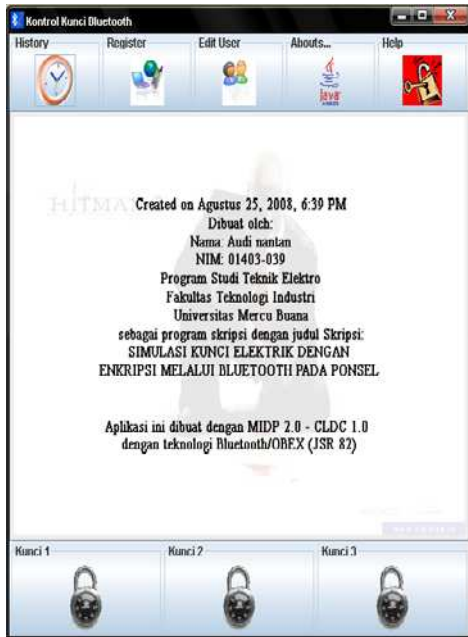 Kontrol Kunci Bluetooth
History Register Edit User Abouts... Help
Java
HITMA
Created on Agustus 25, 2008, 6:39 PM
Dibuat oleh:
Nama: Audi nantan
NIM: 01403-039
Program Studi Teknik Elektro
Fakultas Teknologi Industri
Universitas Mercu Buana
sebagai program skripsi dengan judul Skripsi:
SIMULASI KUNCI ELEKTRIK DENGAN
ENKRIPSI MELALUI BLUETOOTH PADA PONSEL
Aplikasi ini dibuat dengan MIDP 2.0 - CLDC 1.0
dengan teknologi Bluetooth/OBEX (JSR 82)
Kunci 1 Kunci 2 Kunci 3